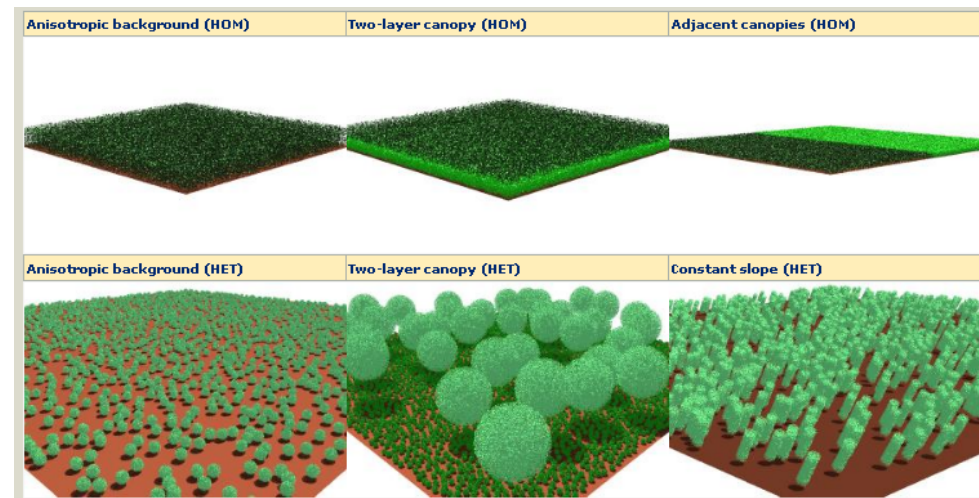 Anisotropic background (HOM)
Two-layer canopy (HOM)
Adjacent canopies (HOM)
Anisotropic background (HET)
Two-layer canopy (HET)
Constant slope (HET)